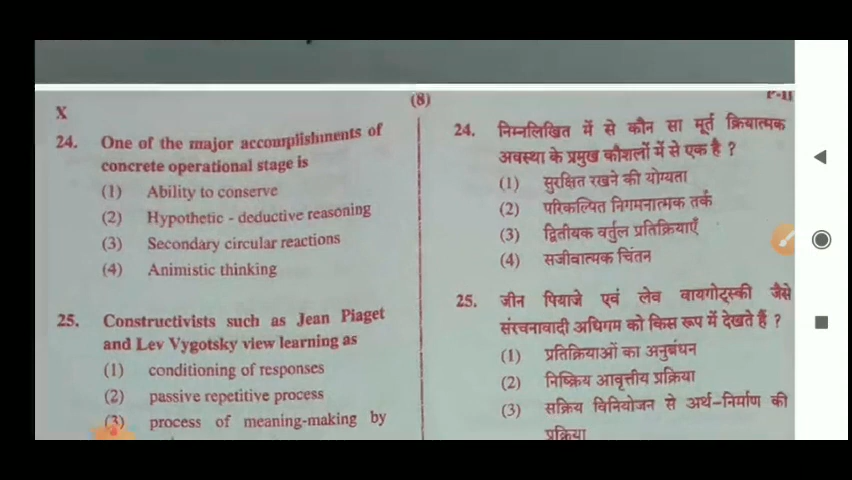 X
(8)
P-II
24. One of the major accomplishments of
concrete operational stage is
(1) Ability to conserve
(2) Hypothetic - deductive reasoning
(3) Secondary circular reactions
(4) Animistic thinking
25. Constructivists such as Jean Piaget
and Lev Vygotsky view learning as
(1) conditioning of responses
(2) passive repetitive process
(3) process of meaning-making by
24. निम्नलिखित में से कौन सा मूर्त क्रियात्मक
अवस्था के प्रमुख कौशलों में से एक है ?
(1) सुरक्षित रखने की योग्यता
(2) परिकल्पित निगमनात्मक तर्क
(3) द्वितीयक वर्तुल प्रतिक्रियाएँ
(4) सजीवात्मक चिंतन
25. जीन पियाजे एवं लेव वायगोट्स्की जैसे
संरचनावादी अधिगम को किस रूप में देखते हैं ?
(1) प्रतिक्रियाओं का अनुबंधन
(2) निष्क्रिय आवृत्तीय प्रक्रिया
(3) सक्रिय विनियोजन से अर्थ-निर्माण की
प्रक्रिया